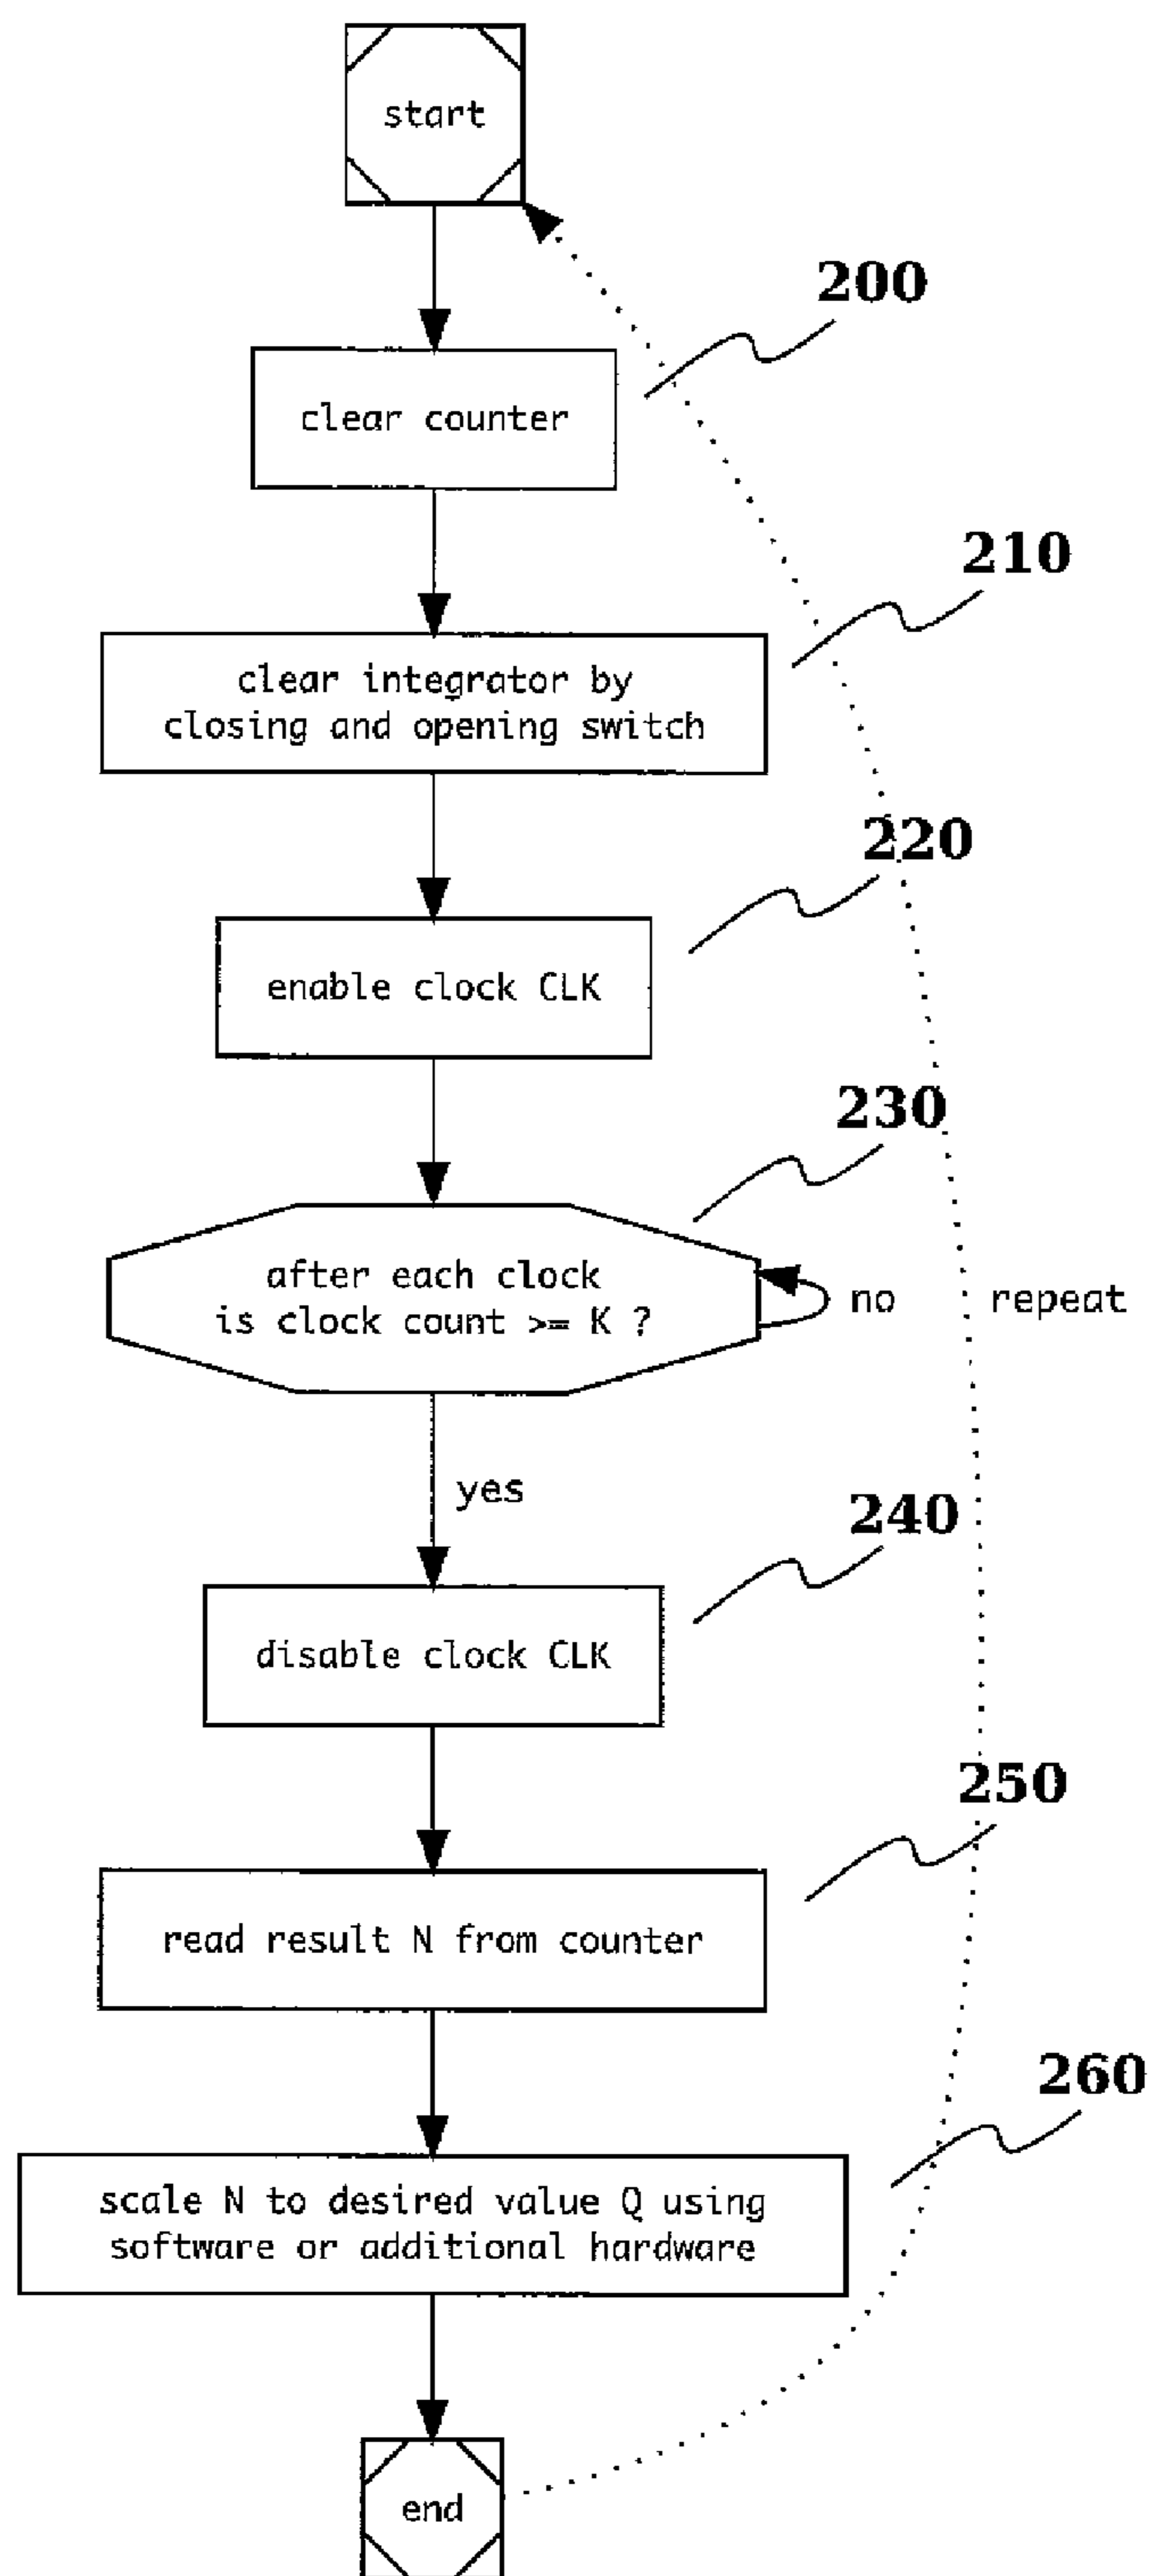 start
200
clear counter
210
clear integrator by
closing and opening switch
220
enable clock CLK
230
after each clock
is clock count >= K ?
no
repeat
yes
240
disable clock CLK
250
read result N from counter
260
scale N to desired value Q using
software or additional hardware
end